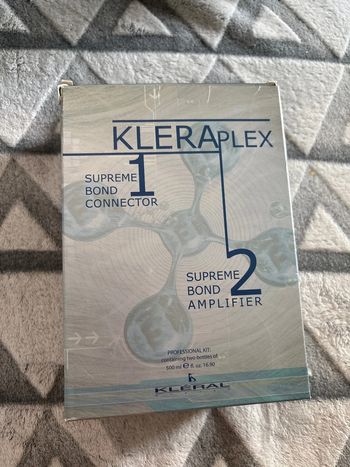 KLERAPLEX
1
SUPREME
BOND
CONNECTOR
2
SUPREME
BOND
AMPLIFIER
PROFESSIONAL KIT:
containing two bottles of
500 ml ℮ fl. oz. 16.90
KLÉRAL